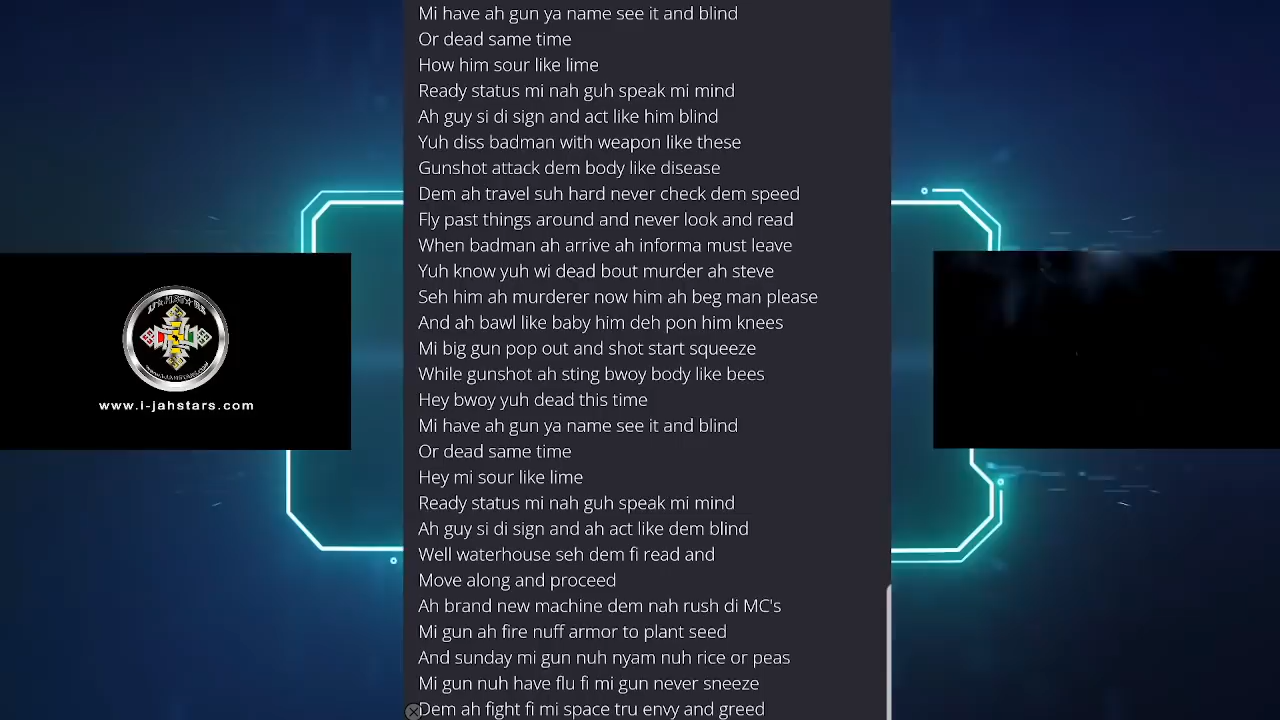 Mi have ah gun ya name see it and blind
Or dead same time
How him sour like lime
Ready status mi nah guh speak mi mind
Ah guy si di sign and act like him blind
Yuh diss badman with weapon like these
Gunshot attack dem body like disease
Dem ah travel suh hard never check dem speed
Fly past things around and never look and read
When badman ah arrive ah informa must leave
Yuh know yuh wi dead bout murder ah steve
Seh him ah murderer now him ah beg man please
And ah bawl like baby him deh pon him knees
Mi big gun pop out and shot start squeeze
While gunshot ah sting bwoy body like bees
Hey bwoy yuh dead this time
Mi have ah gun ya name see it and blind
Or dead same time
Hey mi sour like lime
Ready status mi nah guh speak mi mind
Ah guy si di sign and ah act like dem blind
Well waterhouse seh dem fi read and
Move along and proceed
Ah brand new machine dem nah rush di MC's
Mi gun ah fire nuff armor to plant seed
And sunday mi gun nuh nyam nuh rice or peas
Mi gun nuh have flu fi mi gun never sneeze
Dem ah fight fi mi space tru envy and greed
www.i-jahstars.com